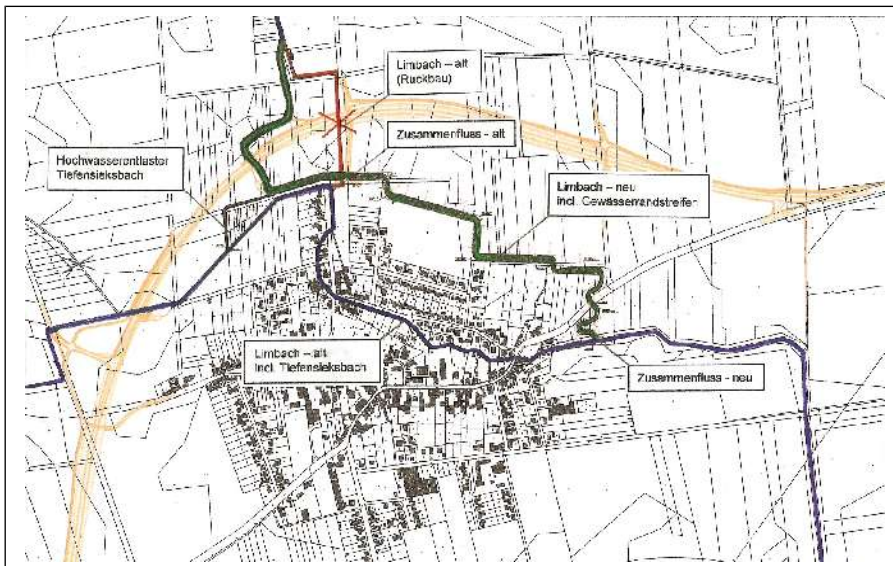 Limbach – alt
(Rückbau)
Zusammenfluss - alt
Hochwasserentlaster
Tiefensieksbach
Limbach – neu
incl. Gewässerrandstreifen
Limbach – alt
incl. Tiefensieksbach
Zusammenfluss - neu